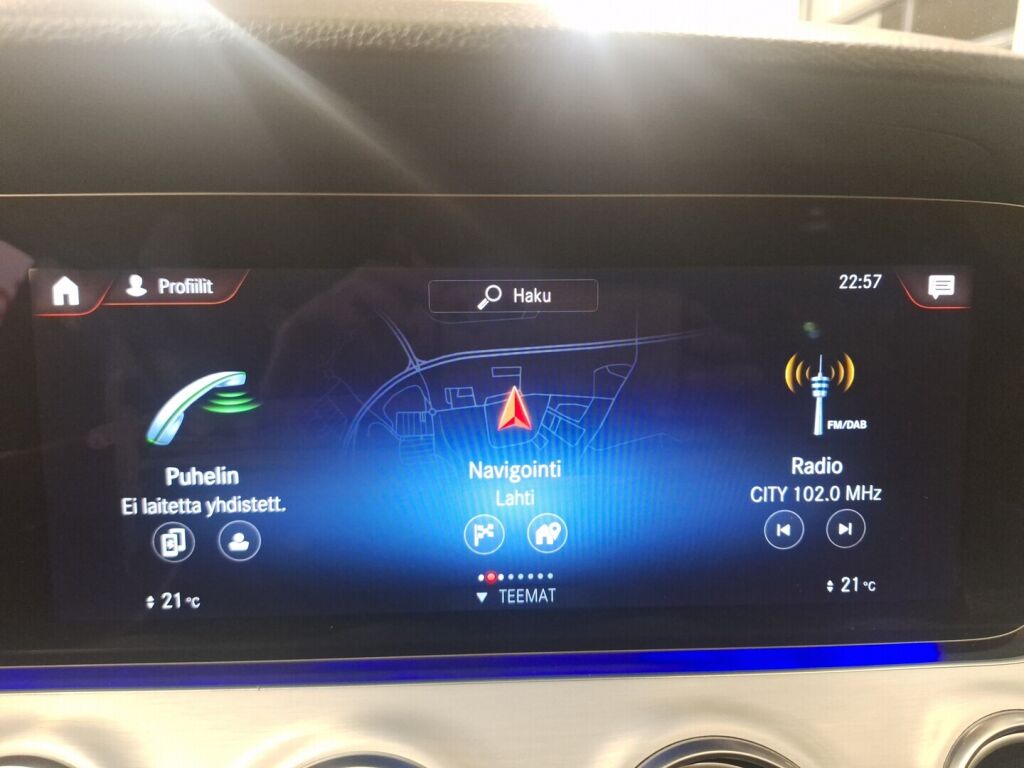 Profiilit
Haku
22:57
FM/DAB
Puhelin
Ei laitetta yhdistett.
Navigointi
Lahti
Radio
CITY 102.0 MHz
21 °C
TEEMAT
21 °C